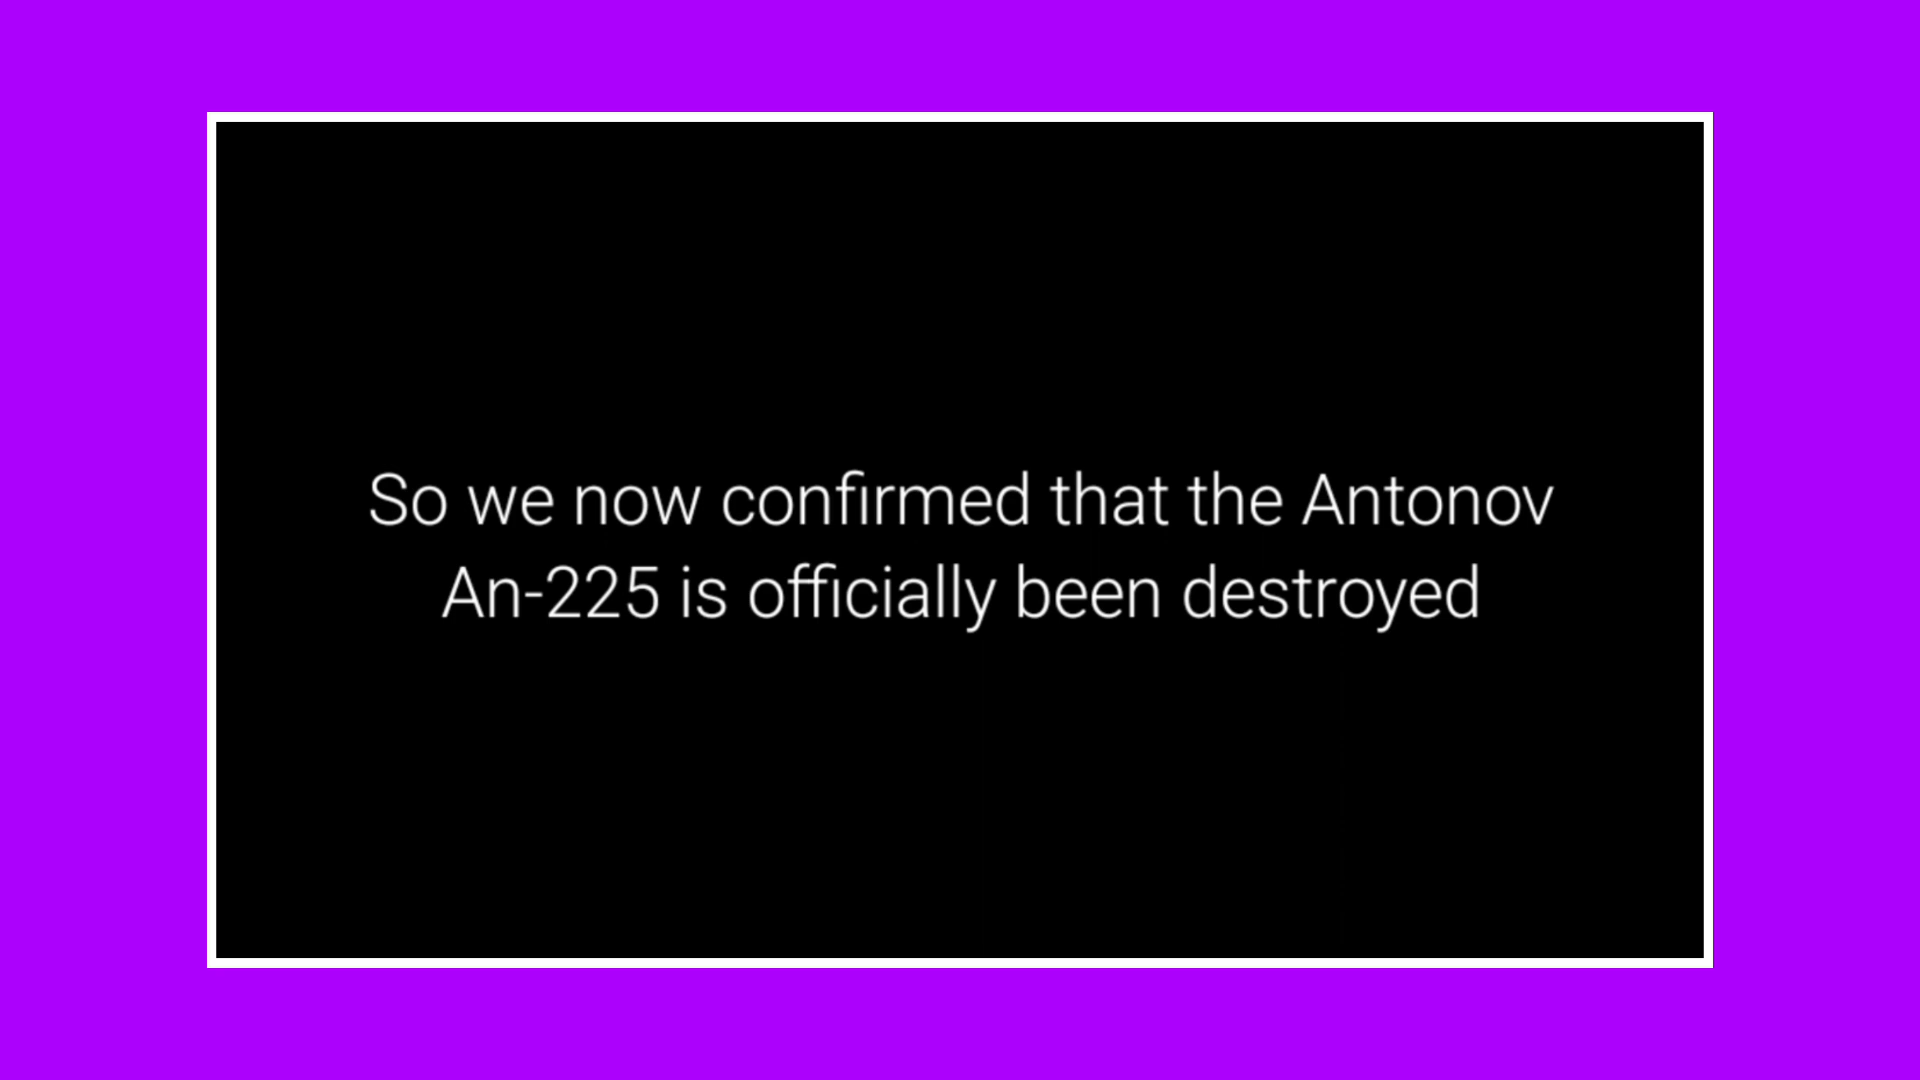 So we now confirmed that the Antonov
An-225 is officially been destroyed